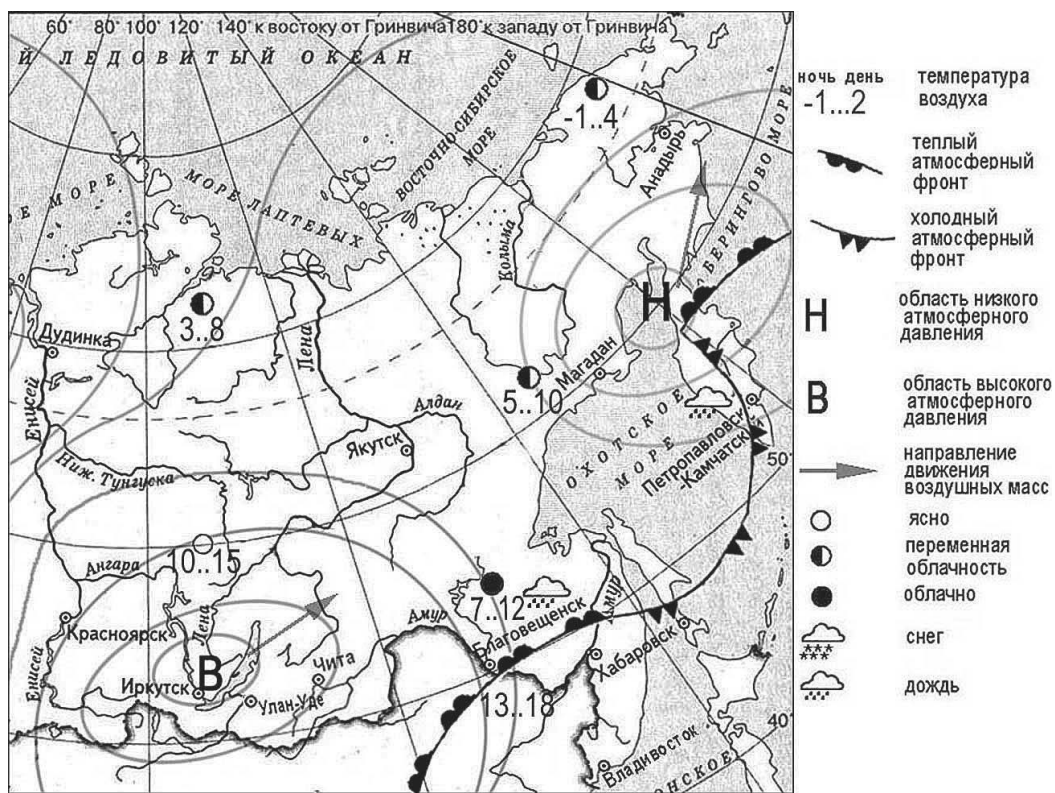 60° 80° 100° 120° 140° к востоку от Гринвича 180° к западу от Гринвича
Й ЛЕДОВИТЫЙ ОКЕАН
ВОСТОЧНО-СИБИРСКОЕ
МОРЕ
-1..4
Анадырь
БЕРИНГОВО МОРЕ
ОЕ МОРЕ
МОРЕ ЛАПТЕВЫХ
Колыма
3..8
Дудинка
Лена
Н
Магадан
5..10
Енисей
Алдан
Якутск
ОХОТСКОЕ
МОРЕ
Петропавловск
-Камчатский
Ниж. Тунгуска
50°
10..15
Ангара
7..12
Красноярск
Лена
Амур
Благовещенск
Амур
Енисей
В
Иркутск
Чита
Улан-Уде
Хабаровск
13..18
40°
Владивосток
НСКОЕ
ночь день
-1...2
температура
воздуха
теплый
атмосферный
фронт
холодный
атмосферный
фронт
Н
область низкого
атмосферного
давления
В
область высокого
атмосферного
давления
направление
движения
воздушных масс
ясно
переменная
облачность
облачно
снег
дождь